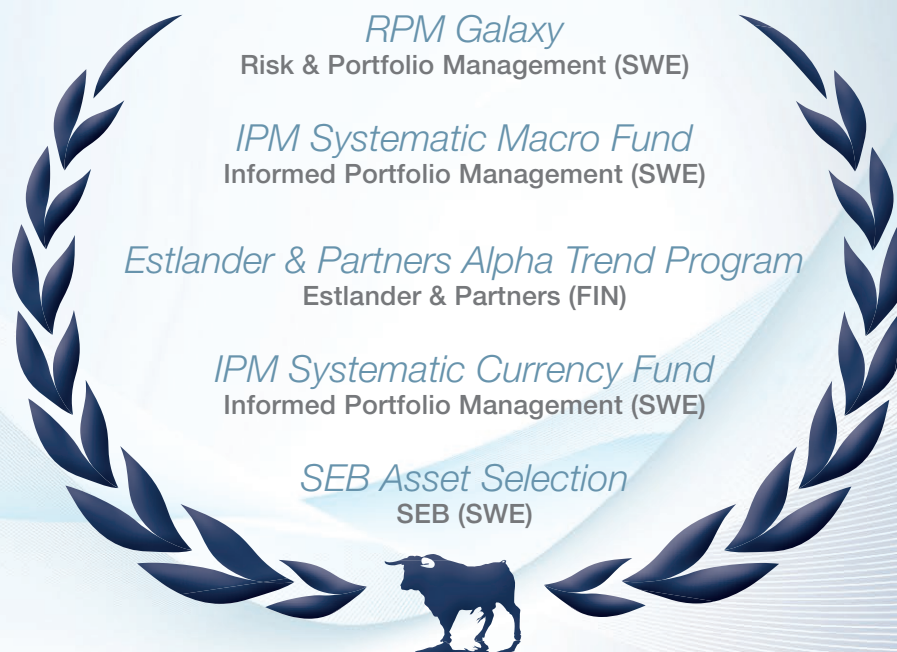 RPM Galaxy
Risk & Portfolio Management (SWE)
IPM Systematic Macro Fund
Informed Portfolio Management (SWE)
Estlander & Partners Alpha Trend Program
Estlander & Partners (FIN)
IPM Systematic Currency Fund
Informed Portfolio Management (SWE)
SEB Asset Selection
SEB (SWE)